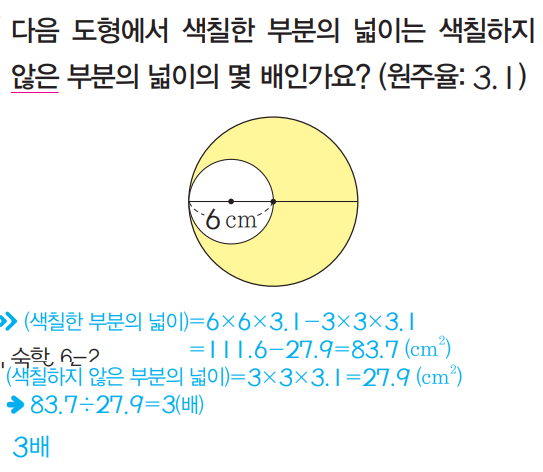 다음 도형에서 색칠한 부분의 넓이는 색칠하지
않은 부분의 넓이의 몇 배인가요? (원주율: 3.1)
6 cm
(색칠한 부분의 넓이)=6×6×3.1-3×3×3.1
=111.6-27.9=83.7 (cm²)
수학 6-2
(색칠하지 않은 부분의 넓이)=3×3×3.1=27.9 (cm²)
➔ 83.7÷27.9=3(배)
3배